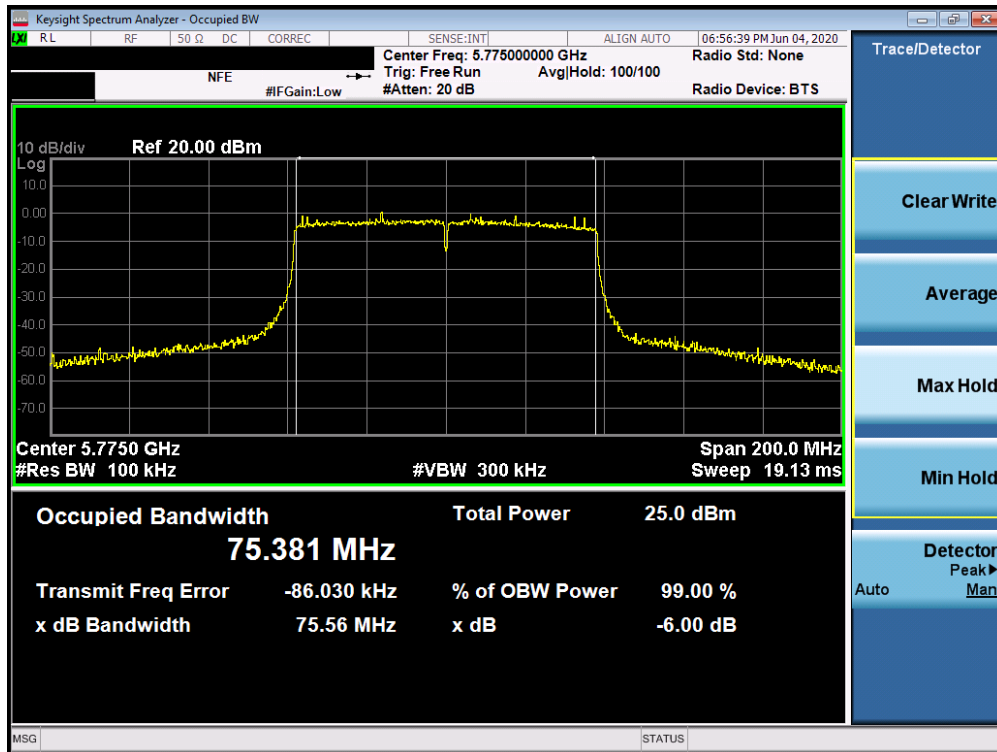 Keysight Spectrum Analyzer - Occupied BW
LXI RL RF 50 Ω DC CORREC SENSE:INT ALIGN AUTO 06:56:39 PM Jun 04, 2020
Center Freq: 5.775000000 GHz Radio Std: None
NFE Trig: Free Run Avg|Hold: 100/100
#IFGain:Low #Atten: 20 dB Radio Device: BTS
10 dB/div Ref 20.00 dBm
Log
10.0
0.00
-10.0
-20.0
-30.0
-40.0
-50.0
-60.0
-70.0
Center 5.7750 GHz Span 200.0 MHz
#Res BW 100 kHz #VBW 300 kHz Sweep 19.13 ms
Occupied Bandwidth Total Power 25.0 dBm
75.381 MHz
Transmit Freq Error -86.030 kHz % of OBW Power 99.00 %
x dB Bandwidth 75.56 MHz x dB -6.00 dB
MSG STATUS
Trace/Detector
Clear Write
Average
Max Hold
Min Hold
Detector
Peak▶
Auto Man